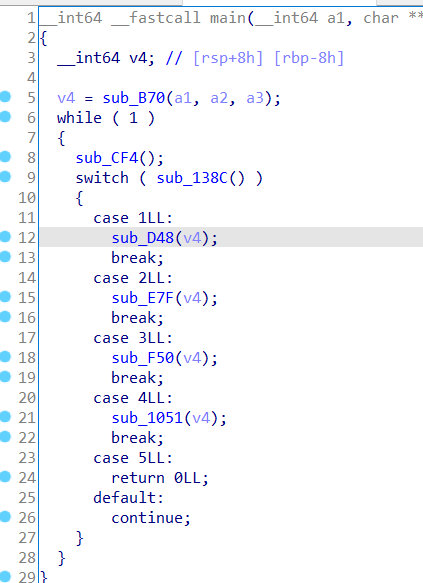 1 __int64 __fastcall main(__int64 a1, char **
2 {
3 __int64 v4; // [rsp+8h] [rbp-8h]
4
5 v4 = sub_B70(a1, a2, a3);
6 while ( 1 )
7 {
8 sub_CF4();
9 switch ( sub_138C() )
10 {
11 case 1LL:
12 sub_D48(v4);
13 break;
14 case 2LL:
15 sub_E7F(v4);
16 break;
17 case 3LL:
18 sub_F50(v4);
19 break;
20 case 4LL:
21 sub_1051(v4);
22 break;
23 case 5LL:
24 return 0LL;
25 default:
26 continue;
27 }
28 }
29 }